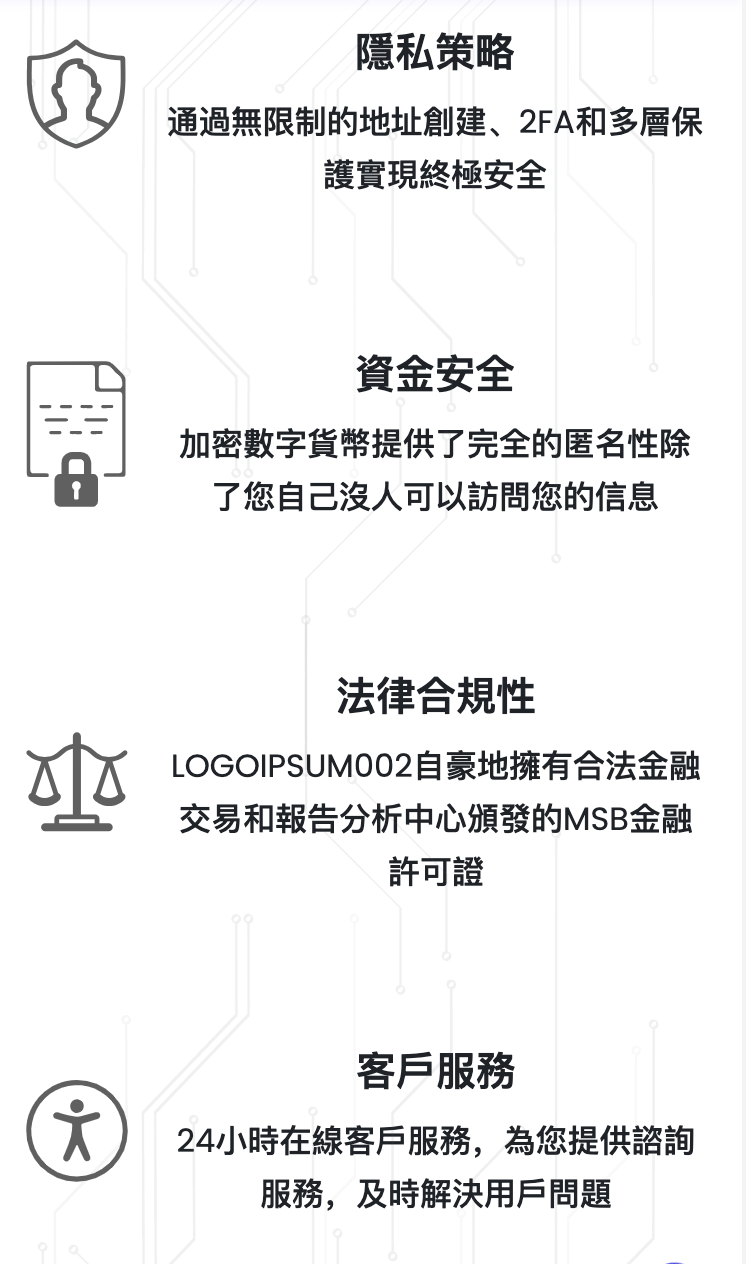 隱私策略
通過無限制的地址創建、2FA和多層保
護實現終極安全
資金安全
加密數字貨幣提供了完全的匿名性除
了您自己沒人可以訪問您的信息
法律合規性
LOGOIPSUM002自豪地擁有合法金融
交易和報告分析中心頒發的MSB金融
許可證
客戶服務
24小時在線客戶服務，為您提供諮詢
服務，及時解決用戶問題